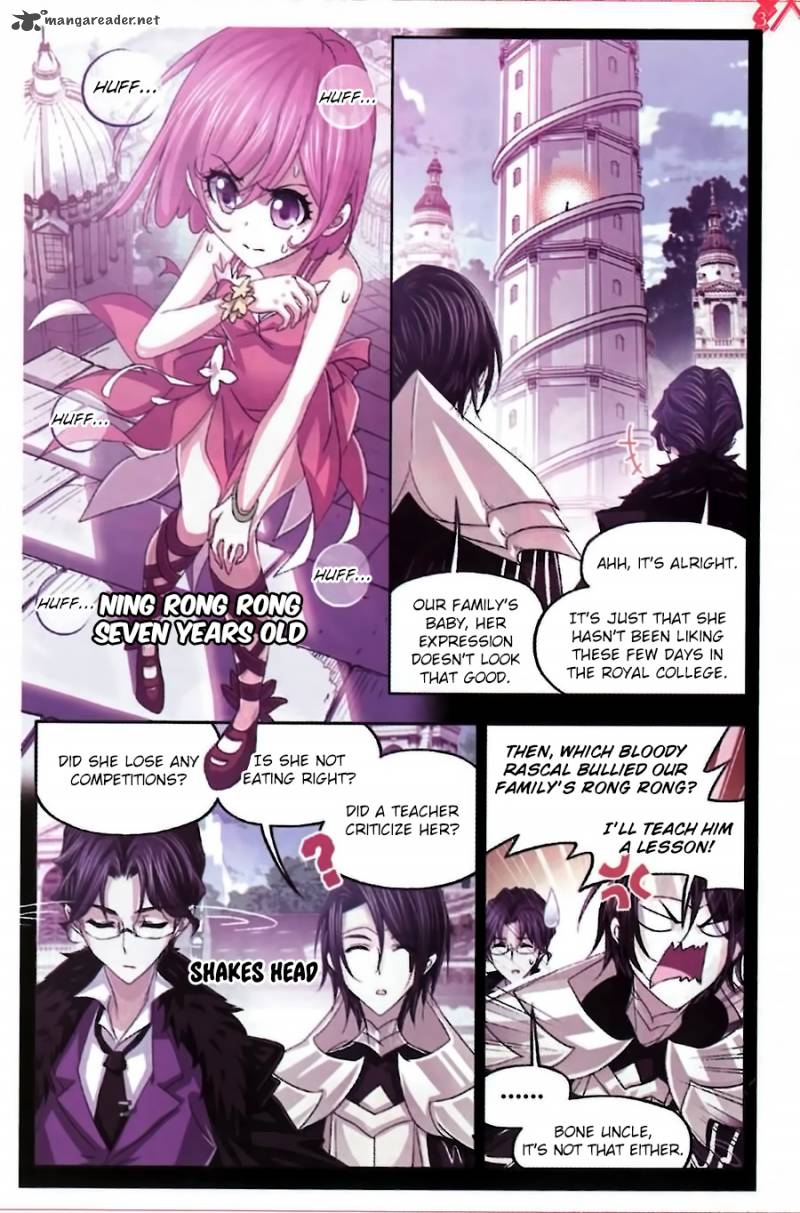 mangareader.net
3
HUFF...
HUFF...
HUFF...
HUFF...
HUFF...
NING RONG RONG
SEVEN YEARS OLD
OUR FAMILY'S
BABY, HER
EXPRESSION
DOESN'T LOOK
THAT GOOD.
AHH, IT'S ALRIGHT.
IT'S JUST THAT SHE
HASN'T BEEN LIKING
THESE FEW DAYS IN
THE ROYAL COLLEGE.
DID SHE LOSE ANY
COMPETITIONS?
IS SHE NOT
EATING RIGHT?
DID A TEACHER
CRITICIZE HER?
?
SHAKES HEAD
THEN, WHICH BLOODY
RASCAL BULLIED OUR
FAMILY'S RONG RONG?
I'LL TEACH HIM
A LESSON!
......
BONE UNCLE,
IT'S NOT THAT EITHER.